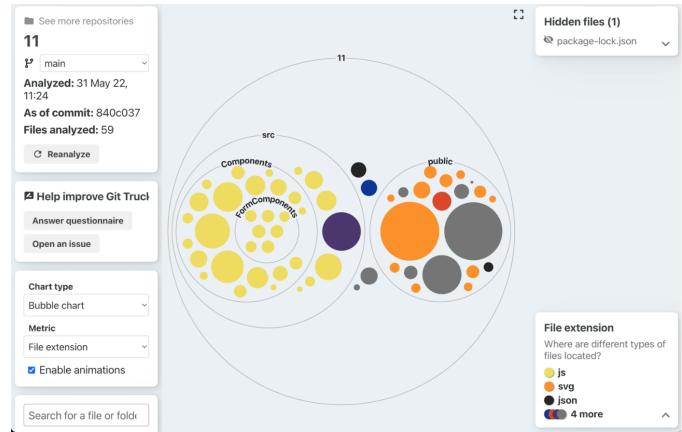 See more repositories
11
main
Analyzed: 31 May 22,
11:24
As of commit: 840c037
Files analyzed: 59
Reanalyze
Help improve Git Truck
Answer questionnaire
Open an issue
Chart type
Bubble chart
Metric
File extension
Enable animations
Search for a file or folde
11
src
Components
FormComponents
public
Hidden files (1)
package-lock.json
File extension
Where are different types of
files located?
js
svg
json
4 more